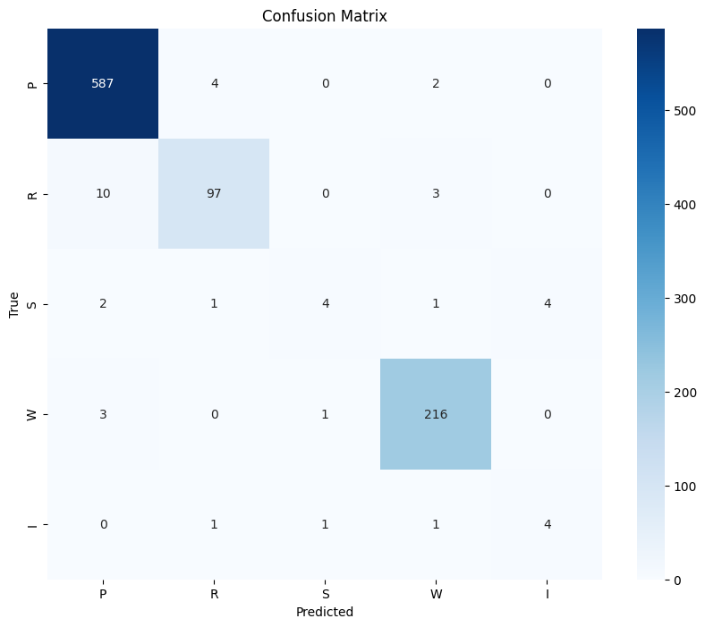 Confusion Matrix
P 587 4 0 2 0
R 10 97 0 3 0
S 2 1 4 1 4
W 3 0 1 216 0
I 0 1 1 1 4
P R S W I
Predicted
True
500
400
300
200
100
0